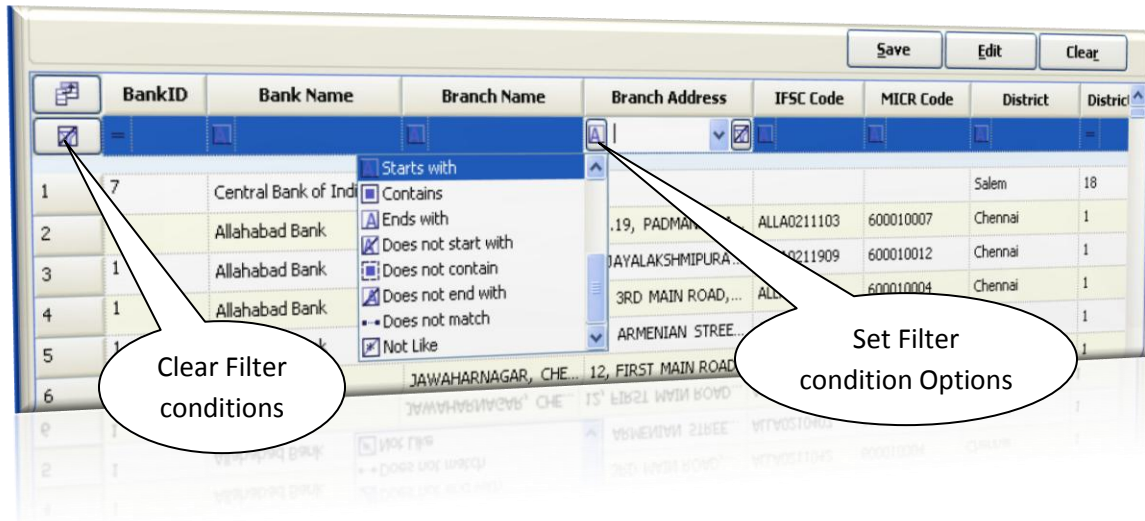 Save Edit Clear
BankID Bank Name Branch Name Branch Address IFSC Code MICR Code District District
= =
Starts with
1 7 Central Bank of Indi Contains Salem 18
Ends with
2 Allahabad Bank .19, ALLA0211103 600010007 Chennai 1
Does not start with
3 1 Allahabad Bank Does not contain JAYALAKSHMIPURA... 0211909 600010012 Chennai 1
4 1 Allahabad Bank Does not end with 3RD MAIN ROAD,... 600010004 Chennai 1
Does not match
5 1 Not Like ARMENIAN STREE... 1
6 JAWAHARNAGAR, CHE... 12, FIRST MAIN ROAD 1
Clear Filter
conditions
Set Filter
condition Options